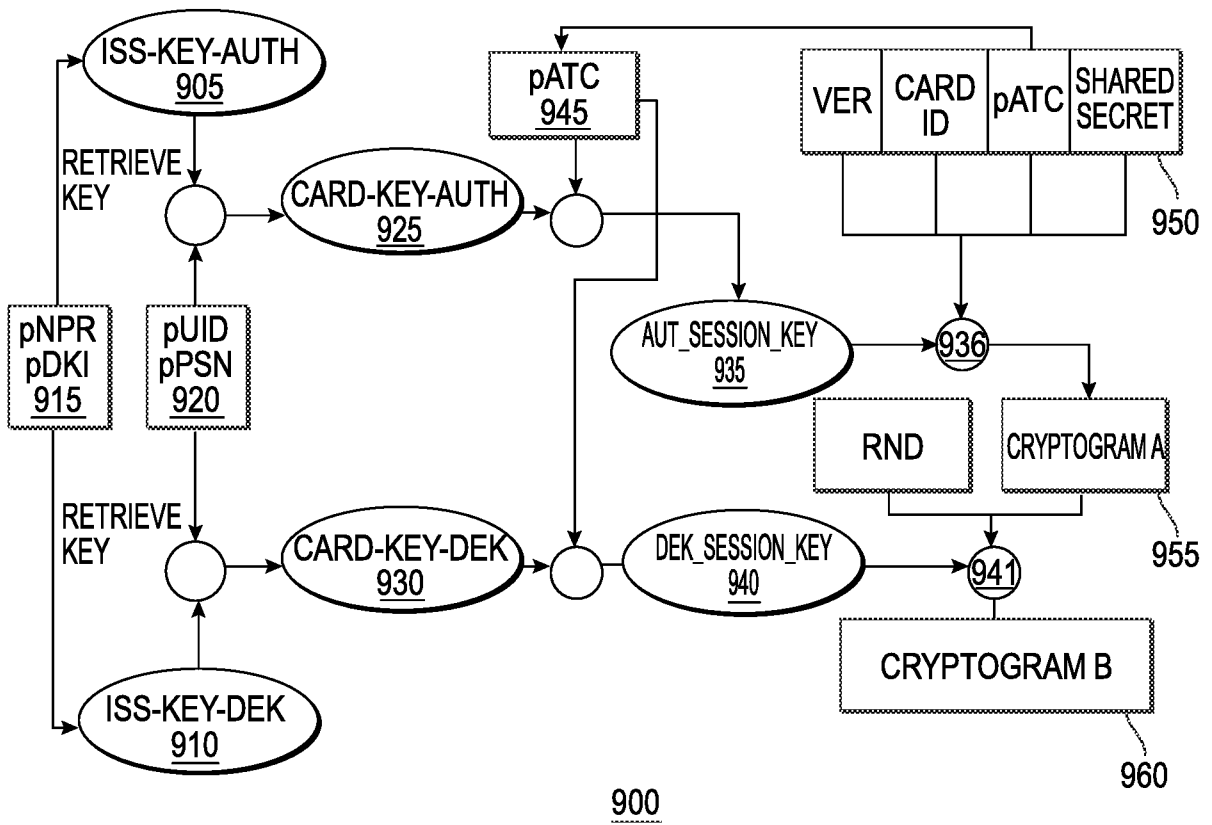 ISS-KEY-AUTH
905
pATC
945
VER
CARD
ID
pATC
SHARED
SECRET
950
RETRIEVE
KEY
CARD-KEY-AUTH
925
pNPR
pDKI
915
pUID
pPSN
920
AUT_SESSION_KEY
935
936
RND
CRYPTOGRAM A
955
RETRIEVE
KEY
CARD-KEY-DEK
930
DEK_SESSION_KEY
940
941
CRYPTOGRAM B
960
ISS-KEY-DEK
910
900